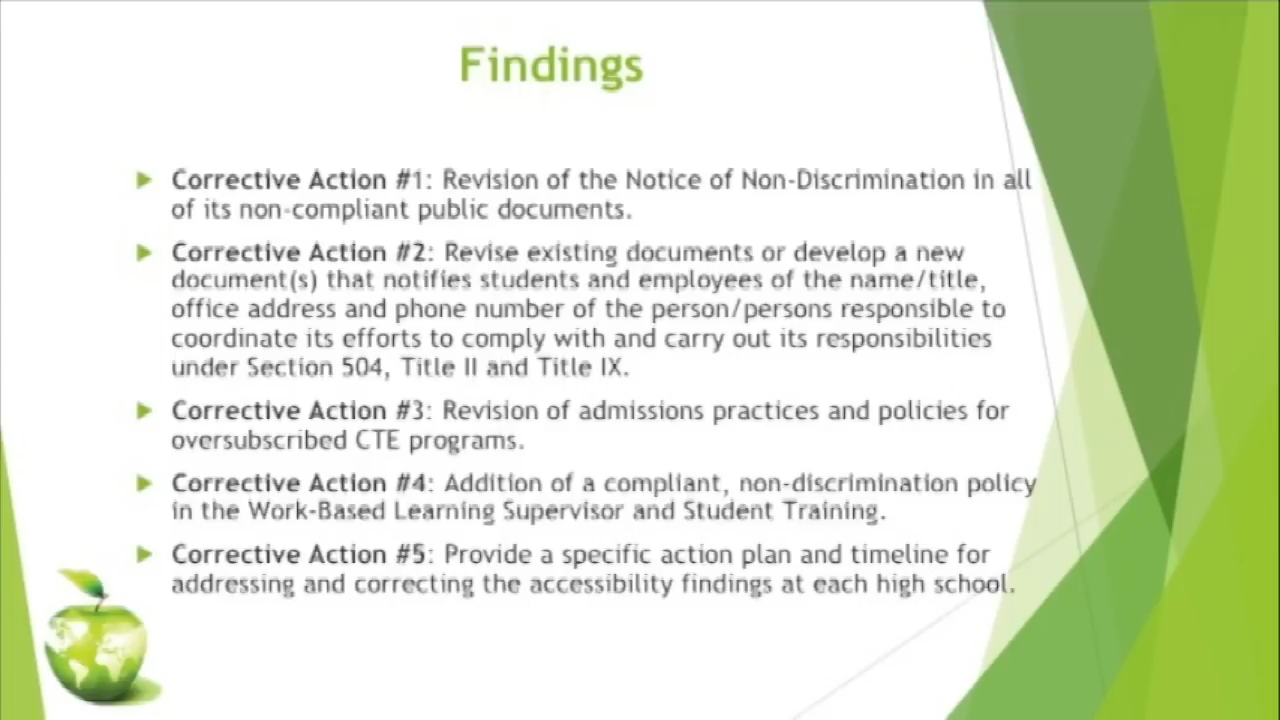 Findings
Corrective Action #1: Revision of the Notice of Non-Discrimination in all
of its non-compliant public documents.
Corrective Action #2: Revise existing documents or develop a new
document(s) that notifies students and employees of the name/title,
office address and phone number of the person/persons responsible to
coordinate its efforts to comply with and carry out its responsibilities
under Section 504, Title II and Title IX.
Corrective Action #3: Revision of admissions practices and policies for
oversubscribed CTE programs.
Corrective Action #4: Addition of a compliant, non-discrimination policy
in the Work-Based Learning Supervisor and Student Training.
Corrective Action #5: Provide a specific action plan and timeline for
addressing and correcting the accessibility findings at each high school.